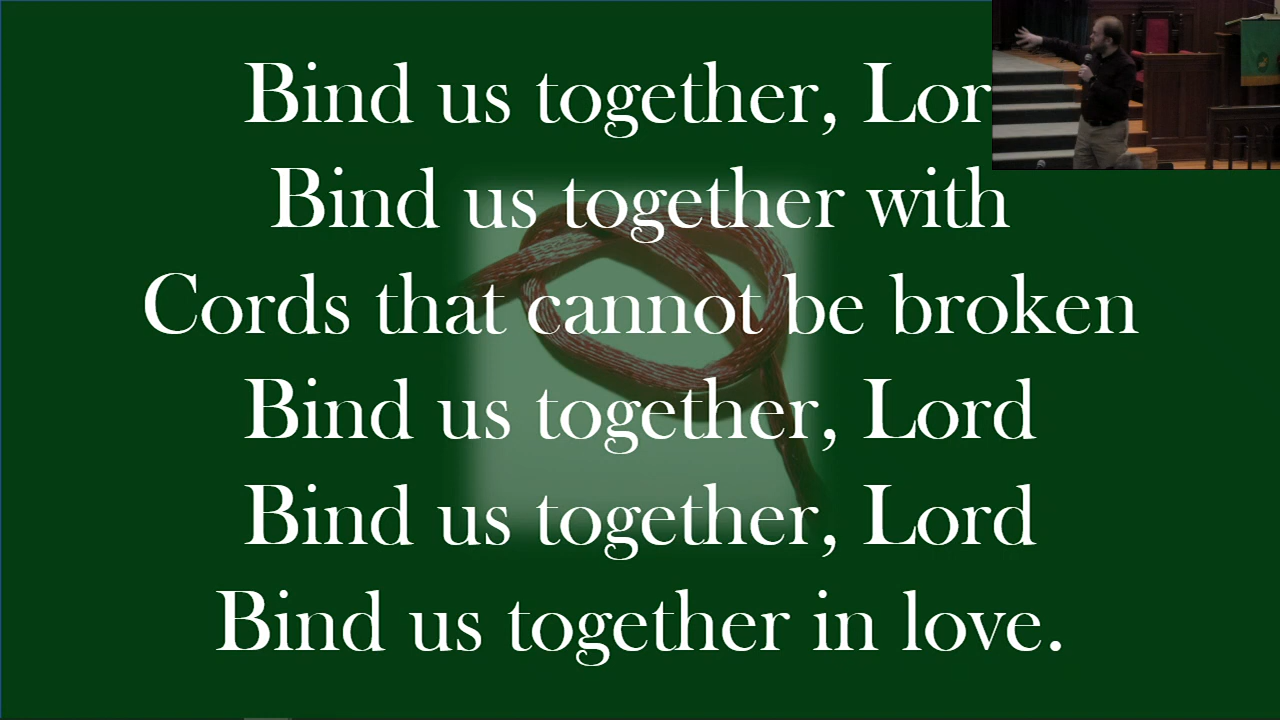 Bind us together, Lor
Bind us together with
Cords that cannot be broken
Bind us together, Lord
Bind us together, Lord
Bind us together in love.